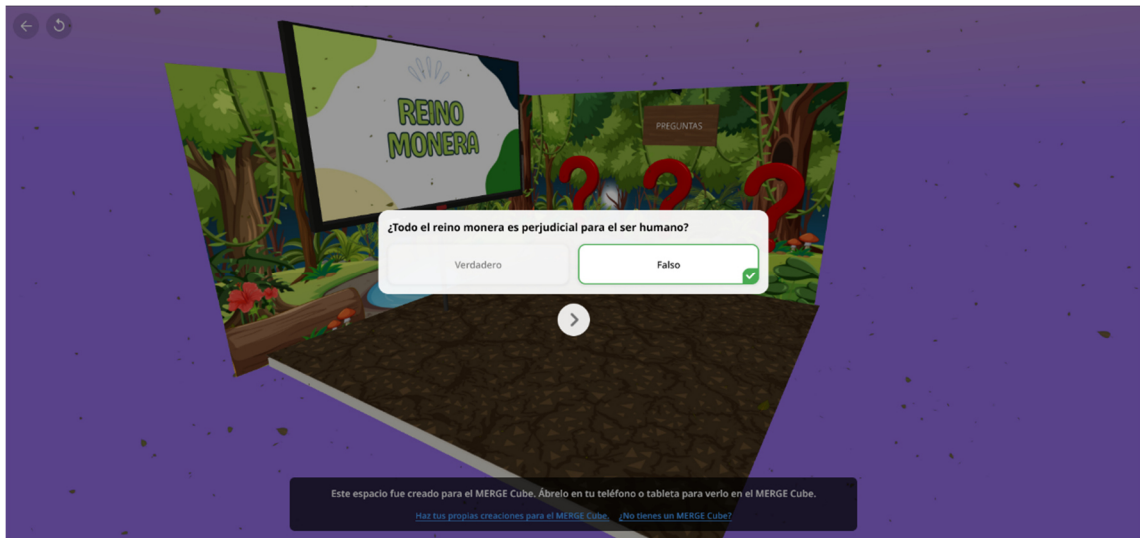 REINO
MONERA
PREGUNTAS
¿Todo el reino monera es perjudicial para el ser humano?
Verdadero
Falso
Este espacio fue creado para el MERGE Cube. Ábrelo en tu teléfono o tableta para verlo en el MERGE Cube.
Haz tus propias creaciones para el MERGE Cube. ¿No tienes un MERGE Cube?